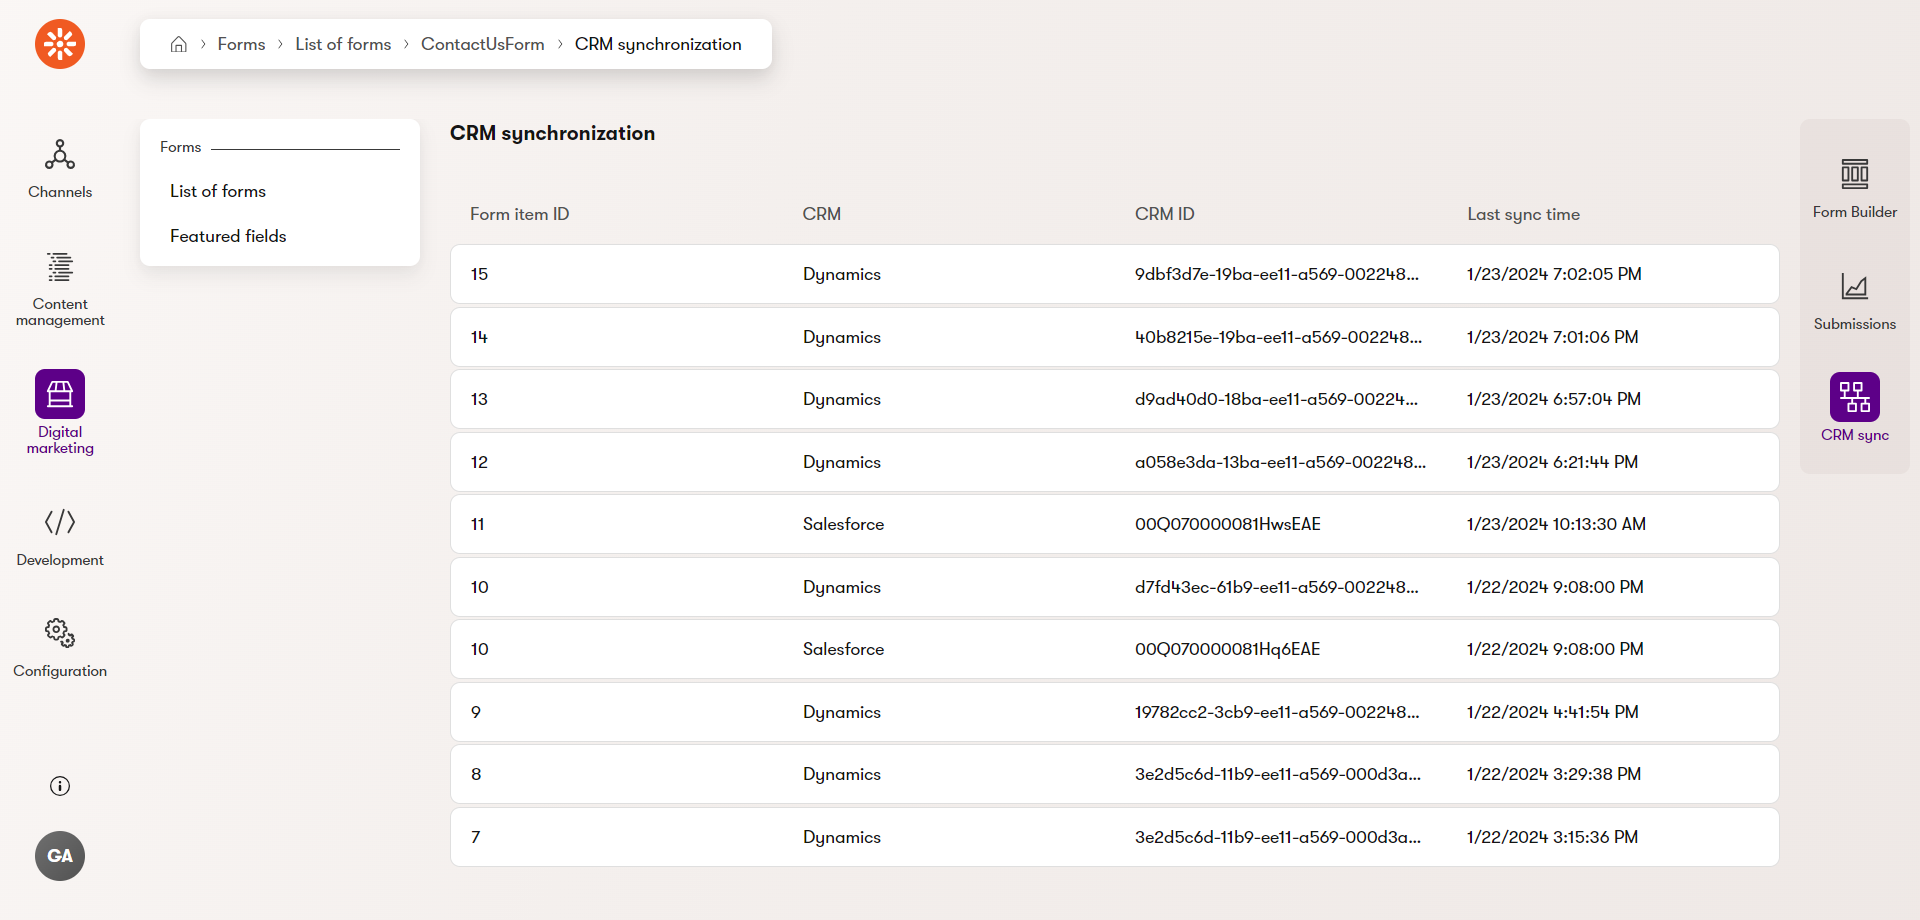 Forms List of forms ContactUsForm CRM synchronization
Channels
Content
management
Digital
marketing
Development
Configuration
GA
Forms
List of forms
Featured fields
CRM synchronization
Form item ID CRM CRM ID Last sync time
15 Dynamics 9dbf3d7e-19ba-ee11-a569-002248... 1/23/2024 7:02:05 PM
14 Dynamics 40b8215e-19ba-ee11-a569-002248... 1/23/2024 7:01:06 PM
13 Dynamics d9ad40d0-18ba-ee11-a569-00224... 1/23/2024 6:57:04 PM
12 Dynamics a058e3da-13ba-ee11-a569-002248... 1/23/2024 6:21:44 PM
11 Salesforce 00Q070000081HwsEAE 1/23/2024 10:13:30 AM
10 Dynamics d7fd43ec-61b9-ee11-a569-002248... 1/22/2024 9:08:00 PM
10 Salesforce 00Q070000081Hq6EAE 1/22/2024 9:08:00 PM
9 Dynamics 19782cc2-3cb9-ee11-a569-002248... 1/22/2024 4:41:54 PM
8 Dynamics 3e2d5c6d-11b9-ee11-a569-000d3a... 1/22/2024 3:29:38 PM
7 Dynamics 3e2d5c6d-11b9-ee11-a569-000d3a... 1/22/2024 3:15:36 PM
Form Builder
Submissions
CRM sync